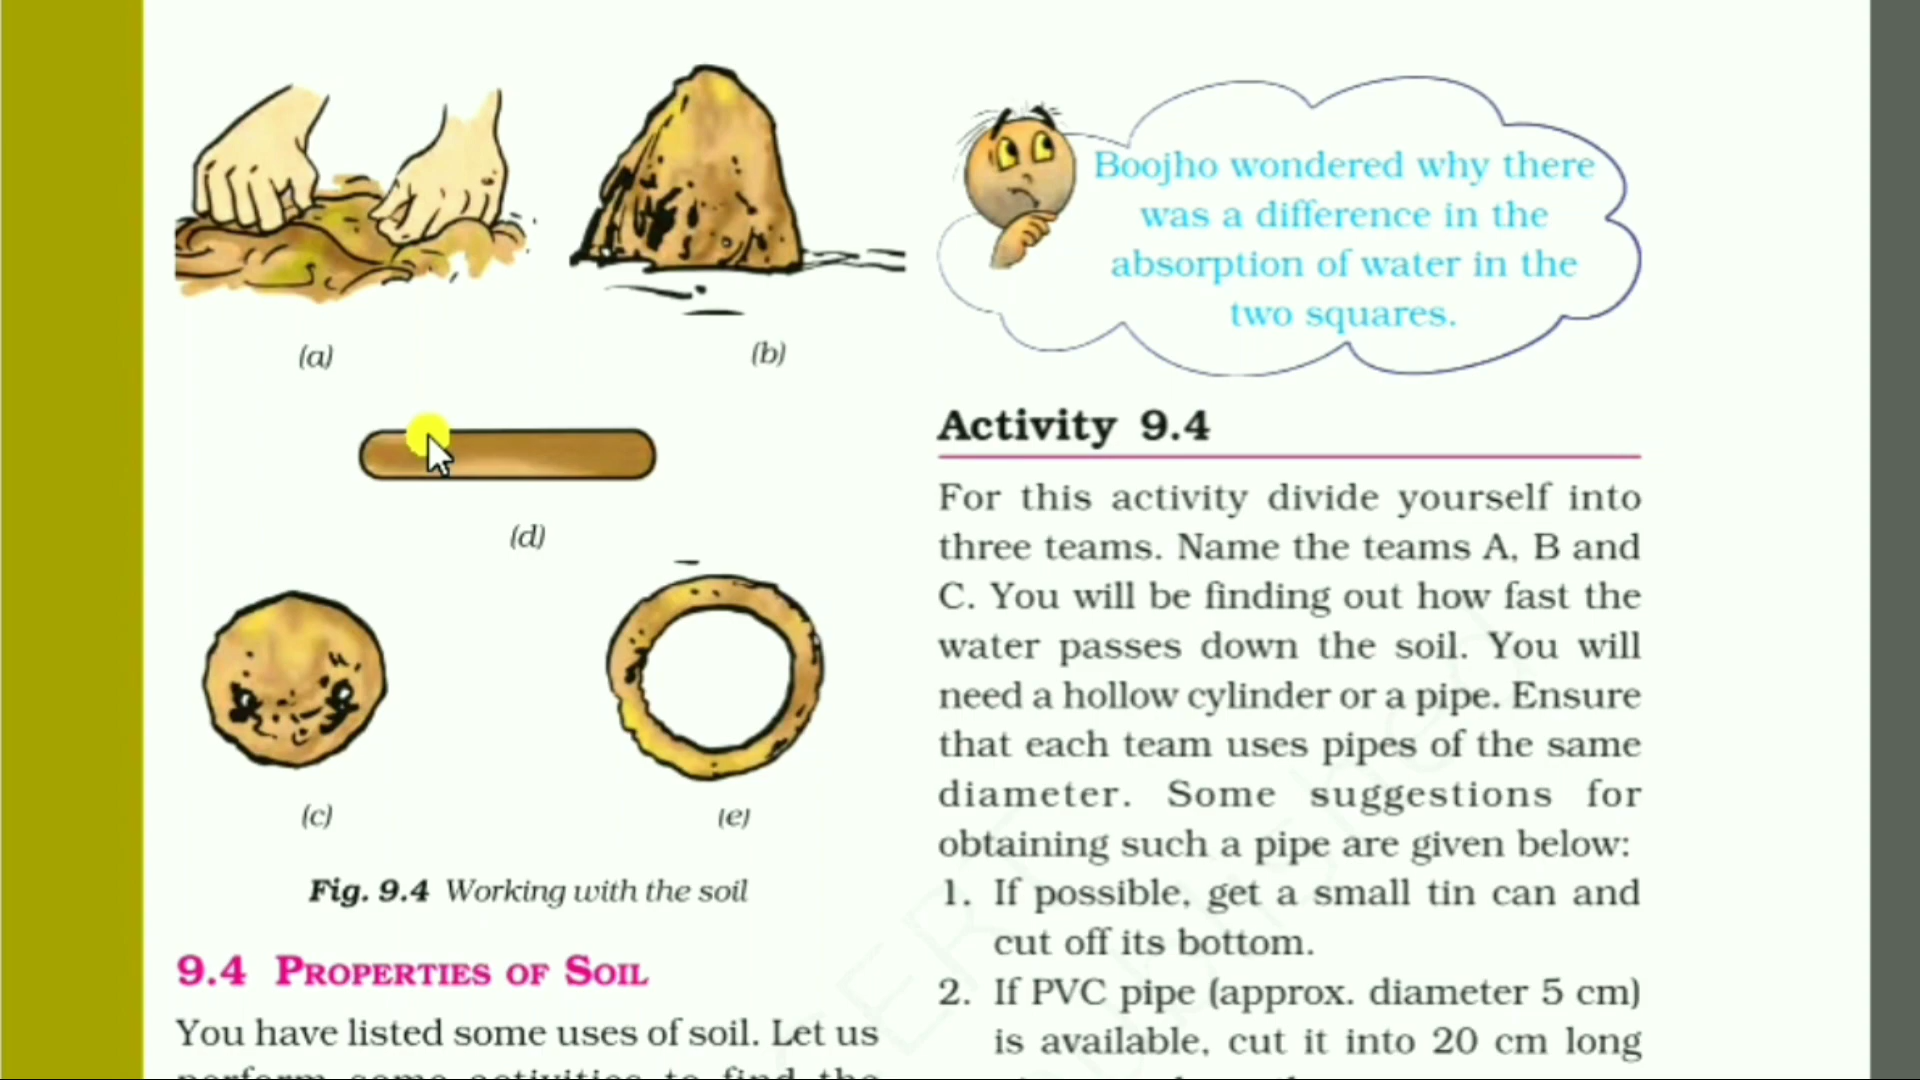 (a)
(b)
(d)
(c)
(e)
Fig. 9.4 Working with the soil
9.4 PROPERTIES OF SOIL
You have listed some uses of soil. Let us
perform some activities to find the
Boojho wondered why there
was a difference in the
absorption of water in the
two squares.
Activity 9.4
For this activity divide yourself into
three teams. Name the teams A, B and
C. You will be finding out how fast the
water passes down the soil. You will
need a hollow cylinder or a pipe. Ensure
that each team uses pipes of the same
diameter. Some suggestions for
obtaining such a pipe are given below:
1. If possible, get a small tin can and
cut off its bottom.
2. If PVC pipe (approx. diameter 5 cm)
is available, cut it into 20 cm long